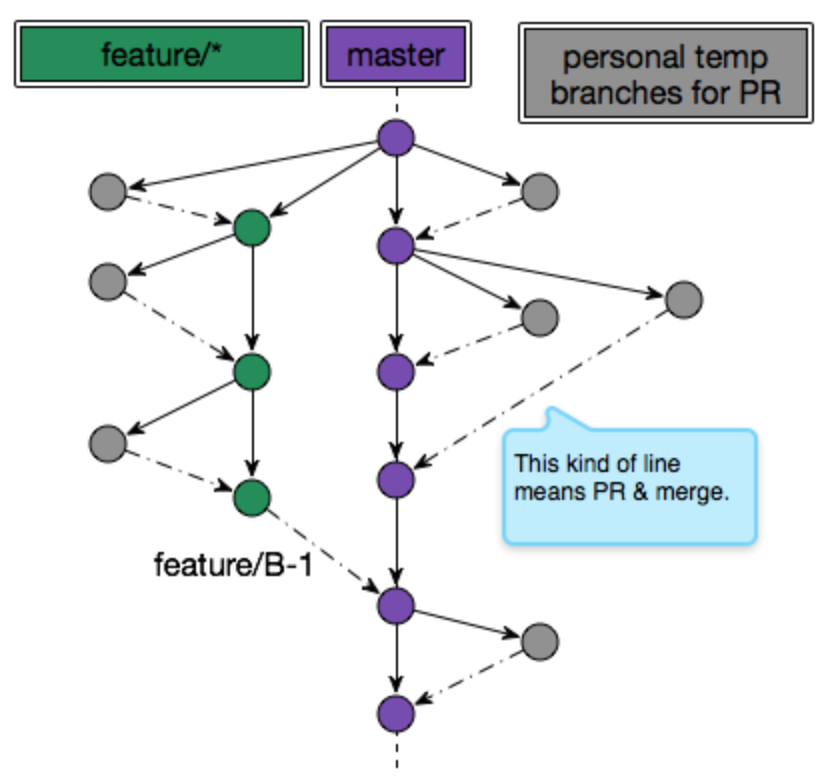 feature/*
master
personal temp
branches for PR
This kind of line
means PR & merge.
feature/B-1